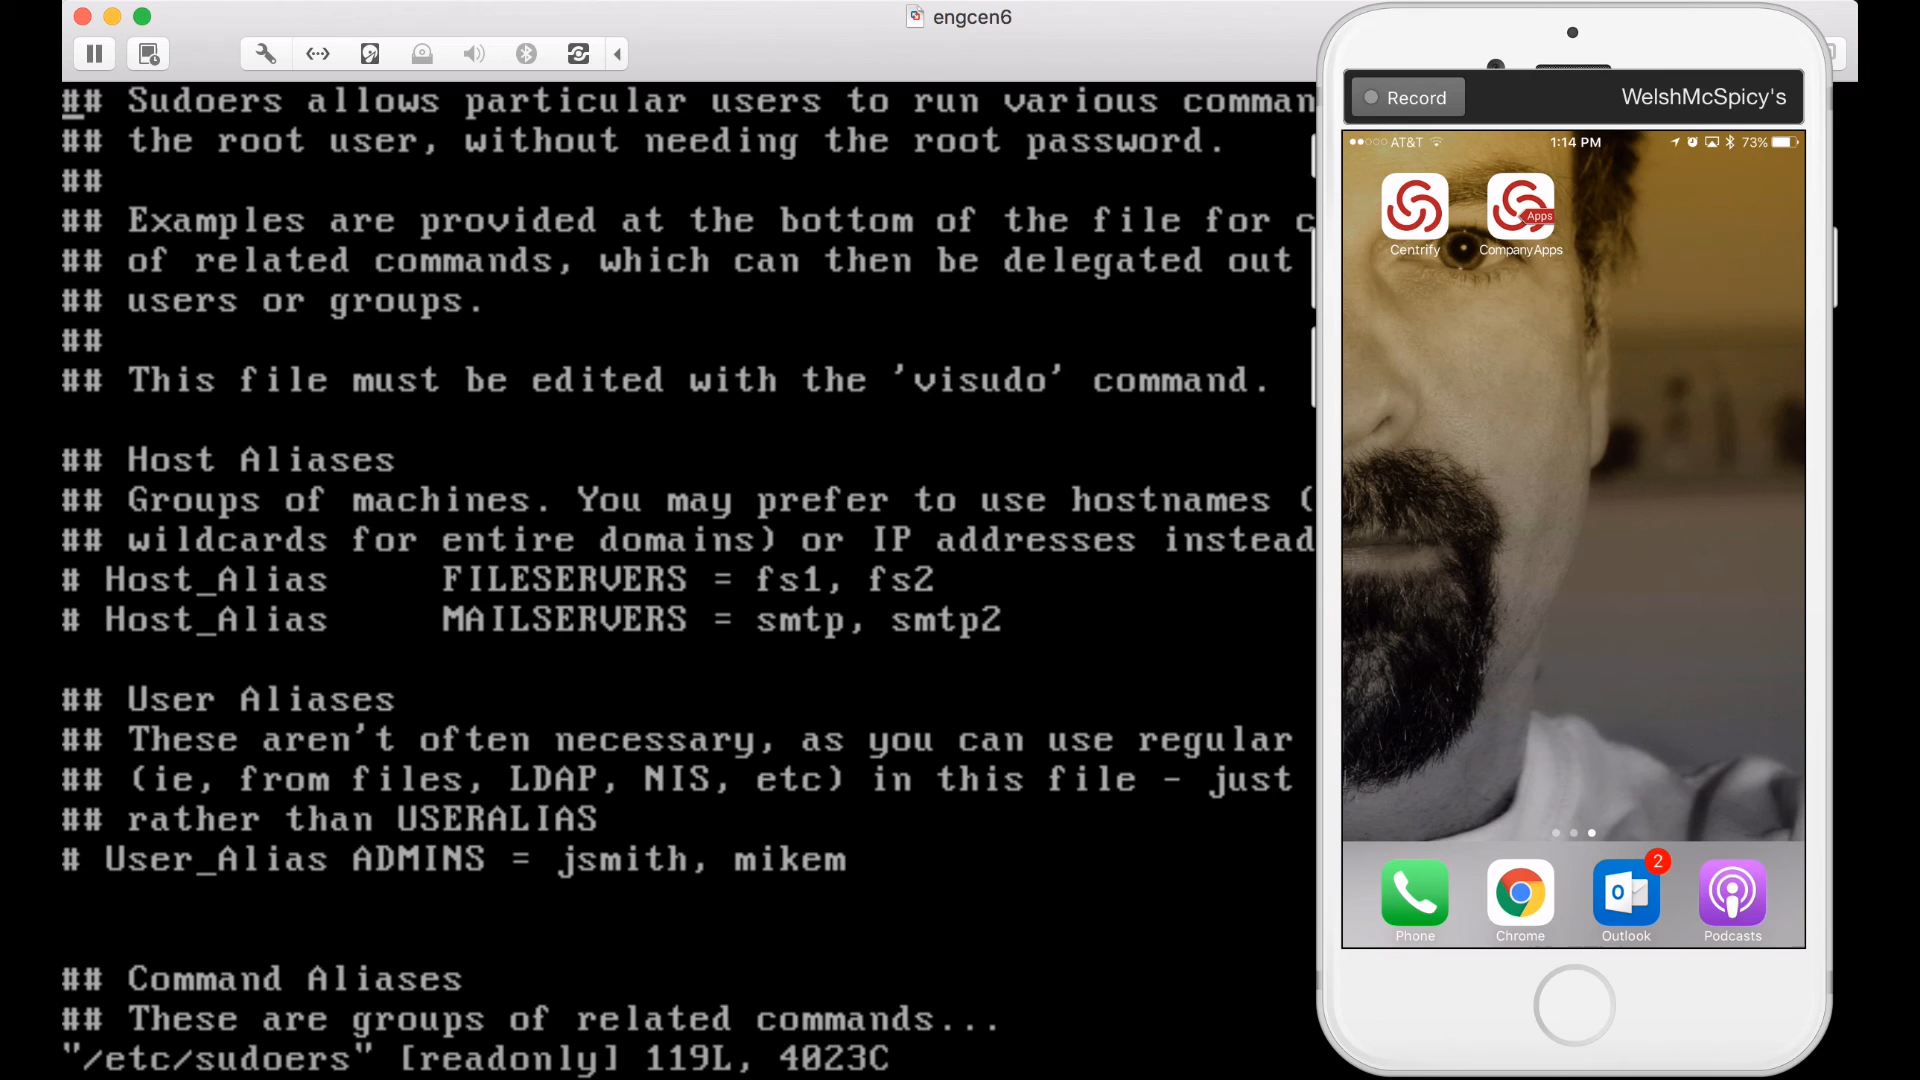 engcen6
## Sudoers allows particular users to run various comman
## the root user, without needing the root password.
##
## Examples are provided at the bottom of the file for c
## of related commands, which can then be delegated out
## users or groups.
##
## This file must be edited with the 'visudo' command.
## Host Aliases
## Groups of machines. You may prefer to use hostnames (
## wildcards for entire domains) or IP addresses instead
# Host_Alias     FILESERVERS = fs1, fs2
# Host_Alias     MAILSERVERS = smtp, smtp2
## User Aliases
## These aren't often necessary, as you can use regular
## (ie, from files, LDAP, NIS, etc) in this file - just
## rather than USERALIAS
# User_Alias ADMINS = jsmith, mikem
## Command Aliases
## These are groups of related commands...
"/etc/sudoers" [readonly] 119L, 4023C
Record
WelshMcSpicy's
AT&T 1:14 PM 73%
Apps
Centrify CompanyApps
2
Phone Chrome Outlook Podcasts